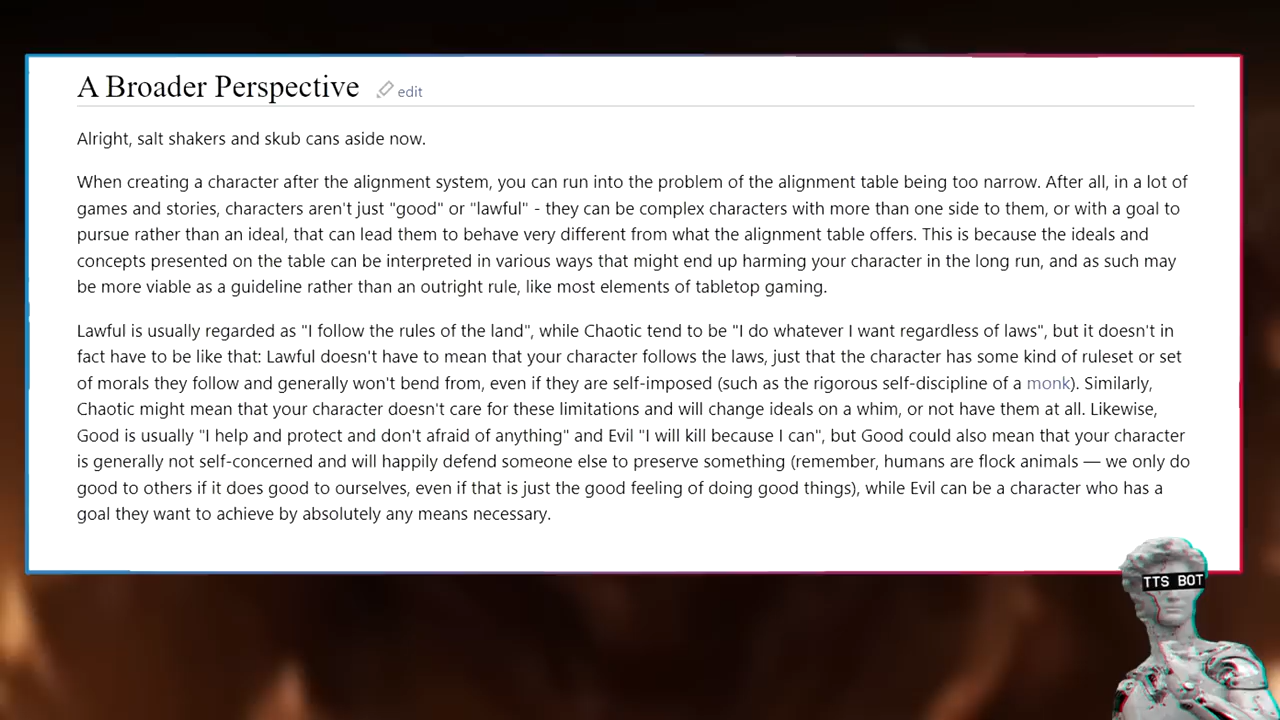 A Broader Perspective edit
Alright, salt shakers and skub cans aside now.
When creating a character after the alignment system, you can run into the problem of the alignment table being too narrow. After all, in a lot of
games and stories, characters aren't just "good" or "lawful" - they can be complex characters with more than one side to them, or with a goal to
pursue rather than an ideal, that can lead them to behave very different from what the alignment table offers. This is because the ideals and
concepts presented on the table can be interpreted in various ways that might end up harming your character in the long run, and as such may
be more viable as a guideline rather than an outright rule, like most elements of tabletop gaming.
Lawful is usually regarded as "I follow the rules of the land", while Chaotic tend to be "I do whatever I want regardless of laws", but it doesn't in
fact have to be like that: Lawful doesn't have to mean that your character follows the laws, just that the character has some kind of ruleset or set
of morals they follow and generally won't bend from, even if they are self-imposed (such as the rigorous self-discipline of a monk). Similarly,
Chaotic might mean that your character doesn't care for these limitations and will change ideals on a whim, or not have them at all. Likewise,
Good is usually "I help and protect and don't afraid of anything" and Evil "I will kill because I can", but Good could also mean that your character
is generally not self-concerned and will happily defend someone else to preserve something (remember, humans are flock animals — we only do
good to others if it does good to ourselves, even if that is just the good feeling of doing good things), while Evil can be a character who has a
goal they want to achieve by absolutely any means necessary.
TTS BOT